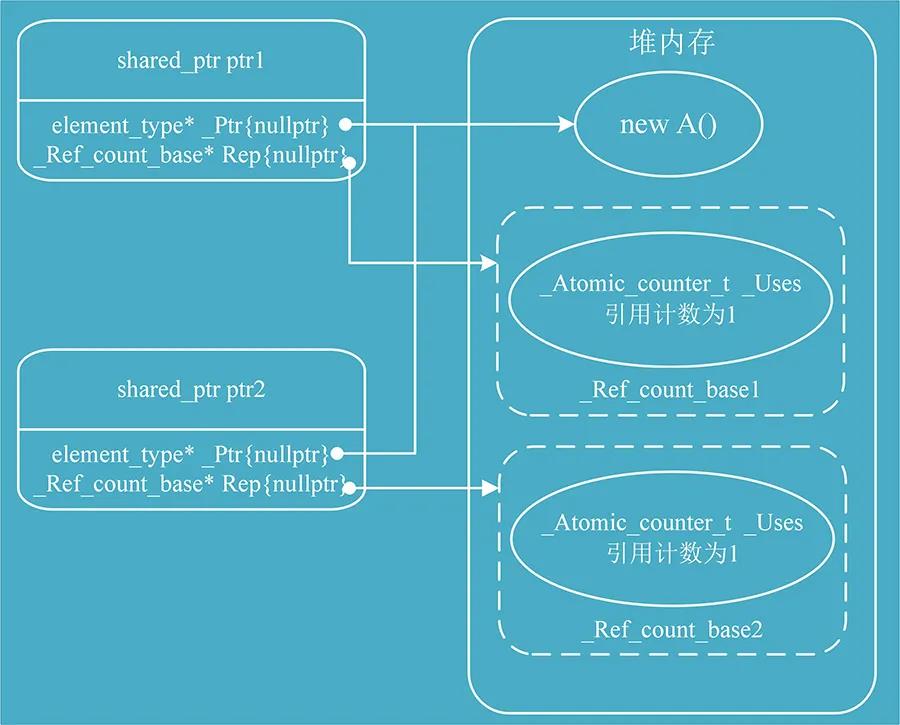 shared_ptr ptr1
element_type* _Ptr{nullptr}
_Ref_count_base* Rep{nullptr}
堆内存
new A()
_Atomic_counter_t _Uses
引用计数为1
_Ref_count_base1
shared_ptr ptr2
element_type* _Ptr{nullptr}
_Ref_count_base* Rep{nullptr}
_Atomic_counter_t _Uses
引用计数为1
_Ref_count_base2